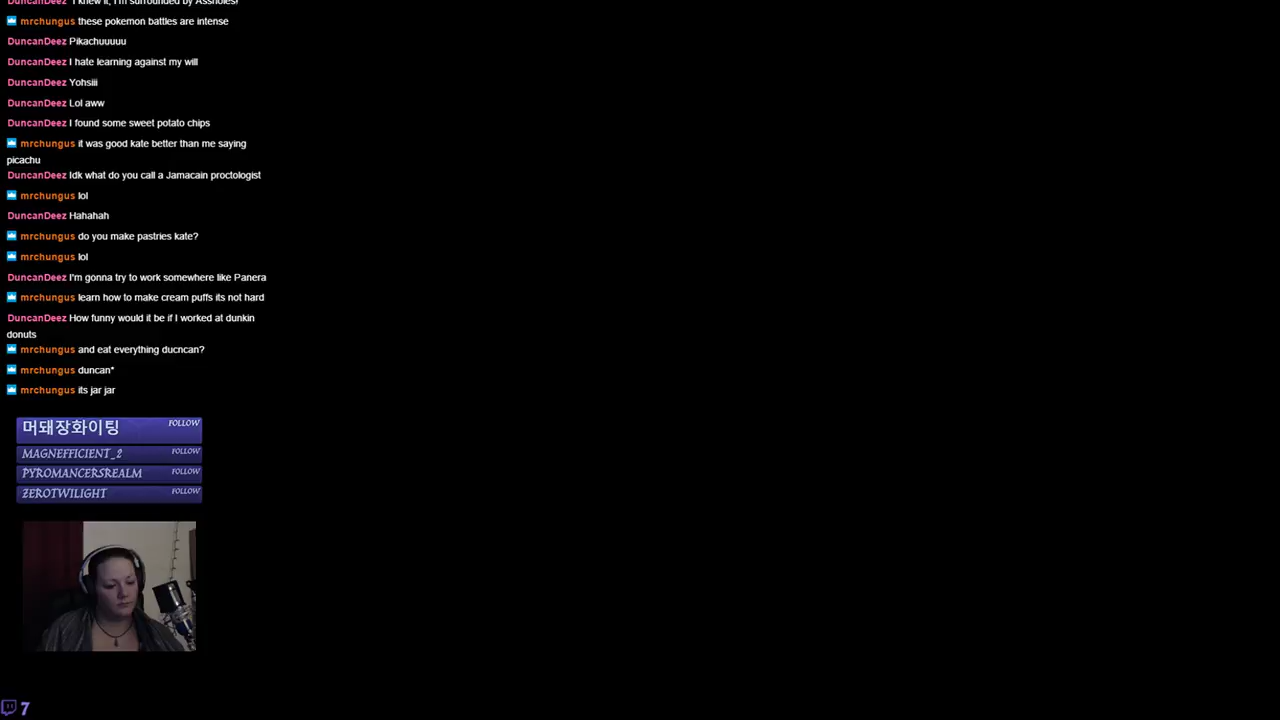 DuncanDeez "I knew it, I'm surrounded by Assholes!"
mrchungus these pokemon battles are intense
DuncanDeez Pikachuuuuu
DuncanDeez I hate learning against my will
DuncanDeez Yohsiii
DuncanDeez Lol aww
DuncanDeez I found some sweet potato chips
mrchungus it was good kate better than me saying
picachu
DuncanDeez Idk what do you call a Jamacain proctologist
mrchungus lol
DuncanDeez Hahahah
mrchungus do you make pastries kate?
mrchungus lol
DuncanDeez I'm gonna try to work somewhere like Panera
mrchungus learn how to make cream puffs its not hard
DuncanDeez How funny would it be if I worked at dunkin
donuts
mrchungus and eat everything ducncan?
mrchungus duncan*
mrchungus its jar jar
머돼장화이팅 FOLLOW
MAGNEFFICIENT_2 FOLLOW
PYROMANCERSREALM FOLLOW
ZEROTWILIGHT FOLLOW
7